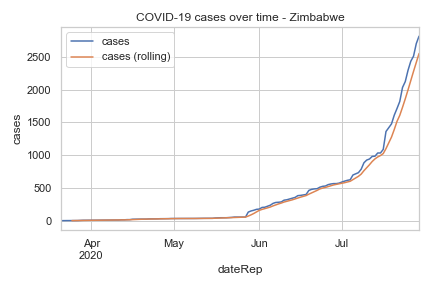 COVID-19 cases over time - Zimbabwe
cases
cases (rolling)
cases
2500
2000
1500
1000
500
0
Apr
2020
May
Jun
Jul
dateRep